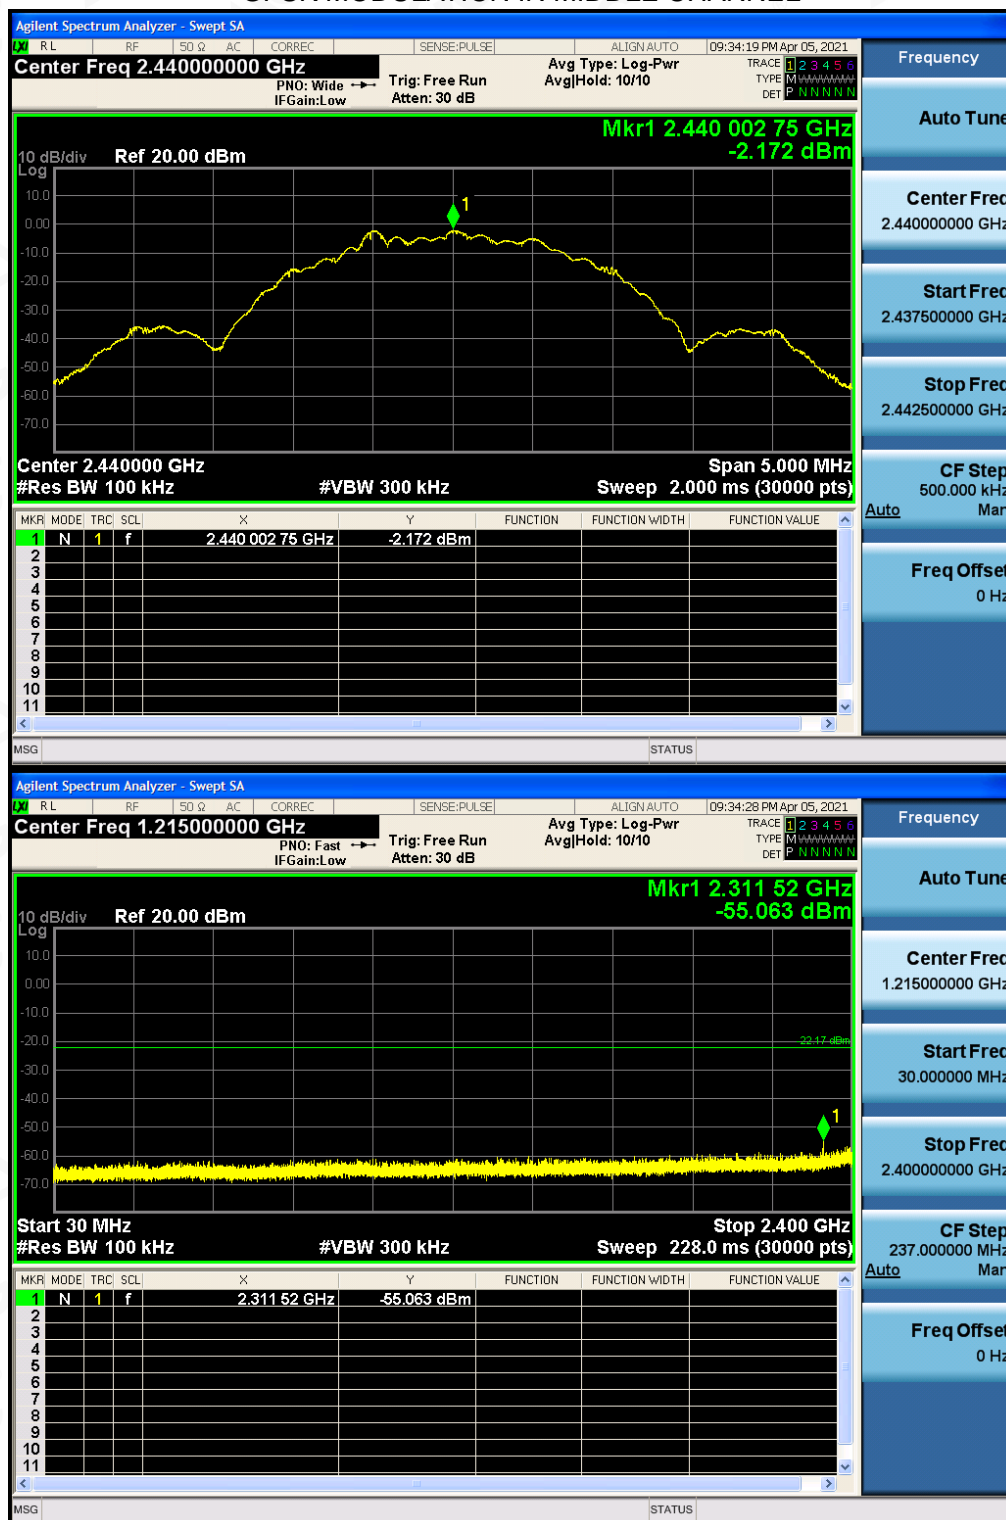 Agilent Spectrum Analyzer - Swept SA
LXI RL RF 50 Ω AC CORREC SENSE:PULSE ALIGN AUTO 09:34:19 PM Apr 05, 2021
Center Freq 2.440000000 GHz
PNO: Wide
IFGain:Low
Trig: Free Run
Atten: 30 dB
Avg Type: Log-Pwr
Avg|Hold: 10/10
TRACE 1 2 3 4 5 6
TYPE M
DET P N N N N N
Frequency
Auto Tune
Mkr1 2.440 002 75 GHz
-2.172 dBm
10 dB/div Ref 20.00 dBm
Log
10.0
0.00
-10.0
-20.0
-30.0
-40.0
-50.0
-60.0
-70.0
1
Center Freq
2.440000000 GHz
Start Freq
2.437500000 GHz
Stop Freq
2.442500000 GHz
CF Step
500.000 kHz
Auto Man
Freq Offset
0 Hz
Center 2.440000 GHz Span 5.000 MHz
#Res BW 100 kHz #VBW 300 kHz Sweep 2.000 ms (30000 pts)
MKR MODE TRC SCL X Y FUNCTION FUNCTION WIDTH FUNCTION VALUE
1 N 1 f 2.440 002 75 GHz -2.172 dBm
2
3
4
5
6
7
8
9
10
11
MSG STATUS
Agilent Spectrum Analyzer - Swept SA
LXI RL RF 50 Ω AC CORREC SENSE:PULSE ALIGN AUTO 09:34:28 PM Apr 05, 2021
Center Freq 1.215000000 GHz
PNO: Fast
IFGain:Low
Trig: Free Run
Atten: 30 dB
Avg Type: Log-Pwr
Avg|Hold: 10/10
TRACE 1 2 3 4 5 6
TYPE M
DET P N N N N N
Frequency
Auto Tune
Mkr1 2.311 52 GHz
-55.063 dBm
10 dB/div Ref 20.00 dBm
Log
10.0
0.00
-10.0
-20.0
-30.0
-40.0
-50.0
-60.0
-70.0
22.17 dBm
1
Center Freq
1.215000000 GHz
Start Freq
30.000000 MHz
Stop Freq
2.400000000 GHz
CF Step
237.000000 MHz
Auto Man
Freq Offset
0 Hz
Start 30 MHz Stop 2.400 GHz
#Res BW 100 kHz #VBW 300 kHz Sweep 228.0 ms (30000 pts)
MKR MODE TRC SCL X Y FUNCTION FUNCTION WIDTH FUNCTION VALUE
1 N 1 f 2.311 52 GHz -55.063 dBm
2
3
4
5
6
7
8
9
10
11
MSG STATUS